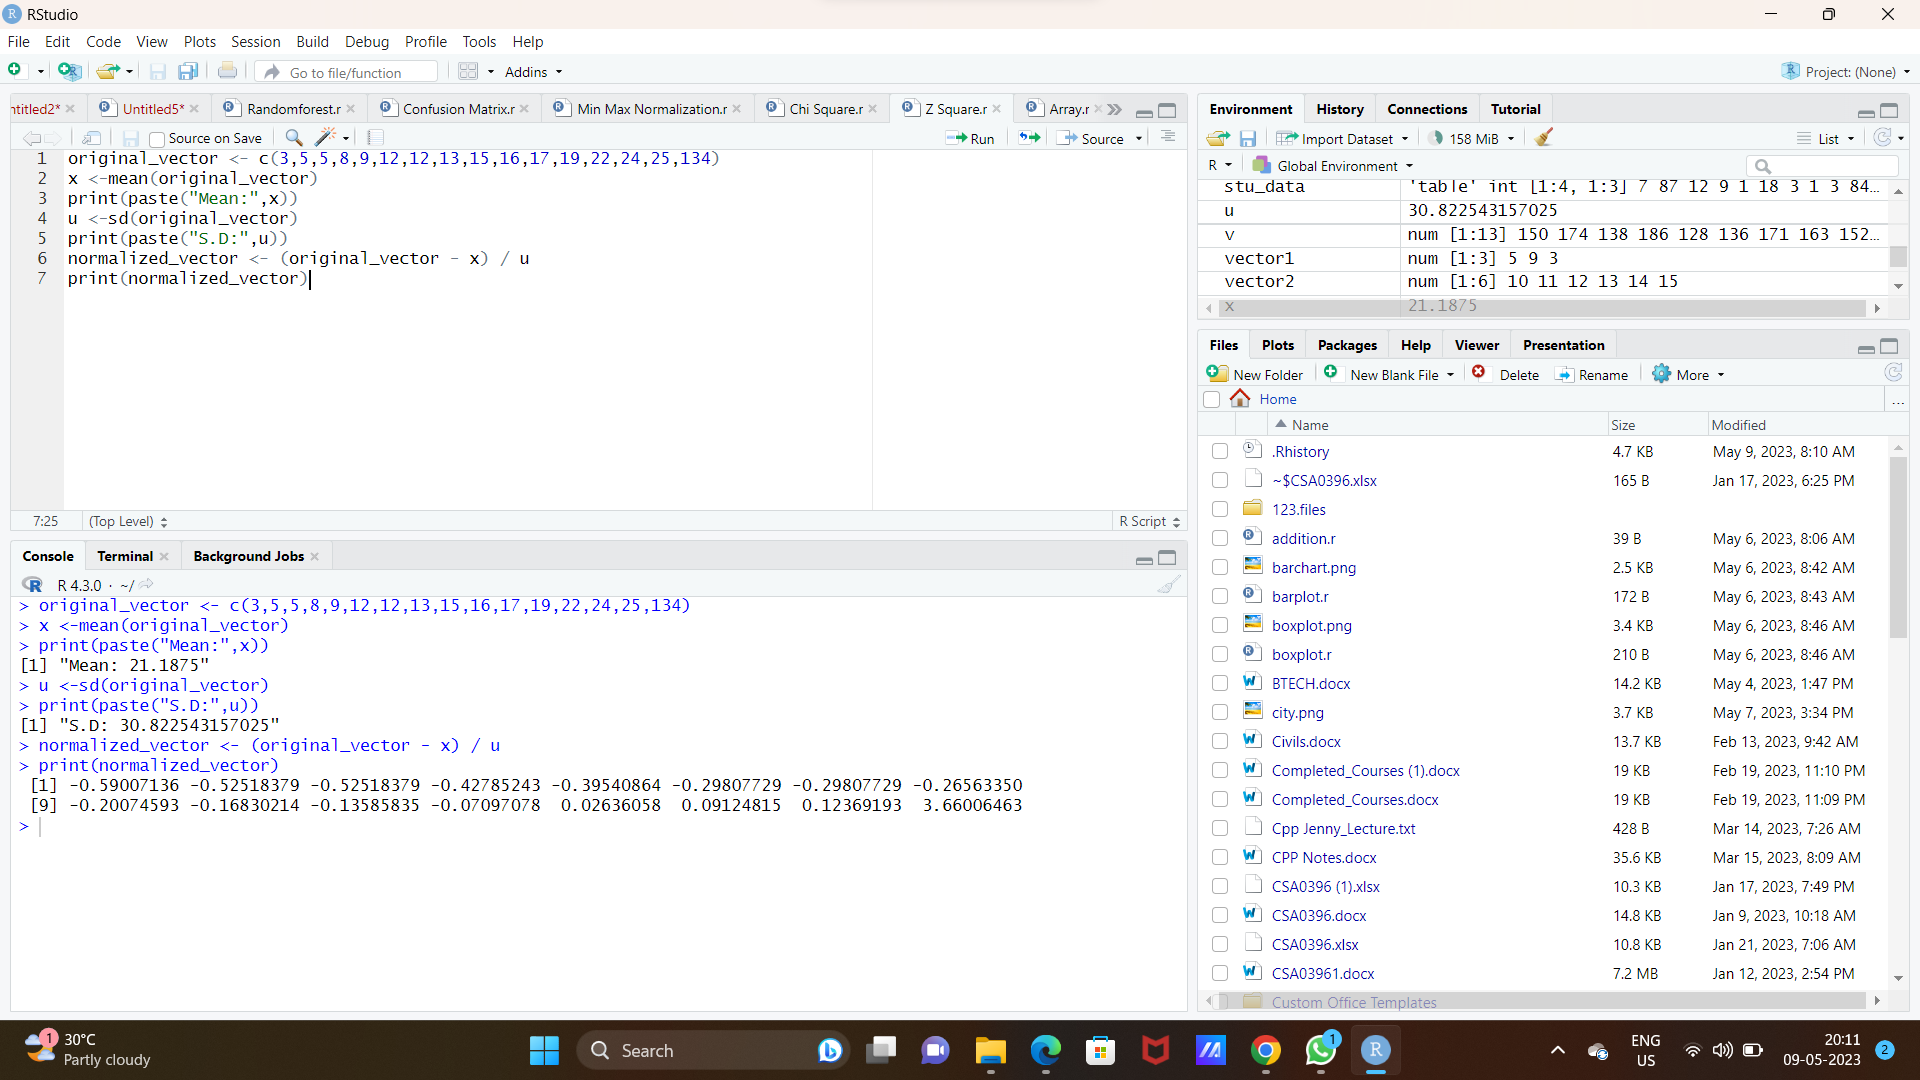 RStudio
File Edit Code View Plots Session Build Debug Profile Tools Help
Go to file/function Addins Project: (None)
ntitled2* Untitled5* Randomforest.r Confusion Matrix.r Min Max Normalization.r Chi Square.r Z Square.r Array.r
Source on Save Run Source
1 original_vector <- c(3,5,5,8,9,12,12,13,15,16,17,19,22,24,25,134)
2 x <-mean(original_vector)
3 print(paste("Mean:",x))
4 u <-sd(original_vector)
5 print(paste("S.D:",u))
6 normalized_vector <- (original_vector - x) / u
7 print(normalized_vector)
7:25 (Top Level) R Script
Console Terminal Background Jobs
R 4.3.0 · ~/
> original_vector <- c(3,5,5,8,9,12,12,13,15,16,17,19,22,24,25,134)
> x <-mean(original_vector)
> print(paste("Mean:",x))
[1] "Mean: 21.1875"
> u <-sd(original_vector)
> print(paste("S.D:",u))
[1] "S.D: 30.822543157025"
> normalized_vector <- (original_vector - x) / u
> print(normalized_vector)
[1] -0.59007136 -0.52518379 -0.52518379 -0.42785243 -0.39540864 -0.29807729 -0.29807729 -0.26563350
[9] -0.20074593 -0.16830214 -0.13585835 -0.07097078 0.02636058 0.09124815 0.12369193 3.66006463
>
Environment History Connections Tutorial
Import Dataset 158 MiB List
R Global Environment
stu_data 'table' int [1:4, 1:3] 7 87 12 9 1 18 3 1 3 84...
u 30.822543157025
v num [1:13] 150 174 138 186 128 136 171 163 152...
vector1 num [1:3] 5 9 3
vector2 num [1:6] 10 11 12 13 14 15
x 21.1875
Files Plots Packages Help Viewer Presentation
New Folder New Blank File Delete Rename More
Home ...
Name Size Modified
.Rhistory 4.7 KB May 9, 2023, 8:10 AM
~$CSA0396.xlsx 165 B Jan 17, 2023, 6:25 PM
123.files
addition.r 39 B May 6, 2023, 8:06 AM
barchart.png 2.5 KB May 6, 2023, 8:42 AM
barplot.r 172 B May 6, 2023, 8:43 AM
boxplot.png 3.4 KB May 6, 2023, 8:46 AM
boxplot.r 210 B May 6, 2023, 8:46 AM
BTECH.docx 14.2 KB May 4, 2023, 1:47 PM
city.png 3.7 KB May 7, 2023, 3:34 PM
Civils.docx 13.7 KB Feb 13, 2023, 9:42 AM
Completed_Courses (1).docx 19 KB Feb 19, 2023, 11:10 PM
Completed_Courses.docx 19 KB Feb 19, 2023, 11:09 PM
Cpp Jenny_Lecture.txt 428 B Mar 14, 2023, 7:26 AM
CPP Notes.docx 35.6 KB Mar 15, 2023, 8:09 AM
CSA0396 (1).xlsx 10.3 KB Jan 17, 2023, 7:49 PM
CSA0396.docx 14.8 KB Jan 9, 2023, 10:18 AM
CSA0396.xlsx 10.8 KB Jan 21, 2023, 7:06 AM
CSA03961.docx 7.2 MB Jan 12, 2023, 2:54 PM
Custom Office Templates
1 30°C
Partly cloudy
Search
1
R
ENG
US
20:11
09-05-2023
2